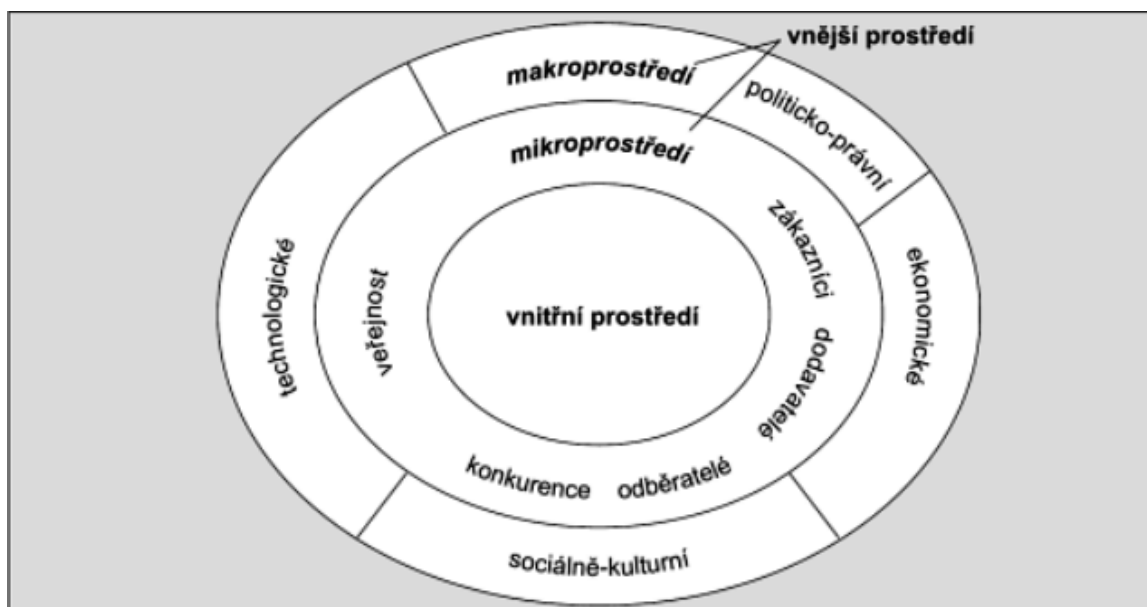 vnější prostředí
makroprostředí
politicko-právní
mikroprostředí
zákazníci
technologické
veřejnost
vnitřní prostředí
ekonomické
dodavatelé
konkurence
odběratelé
sociálně-kulturní